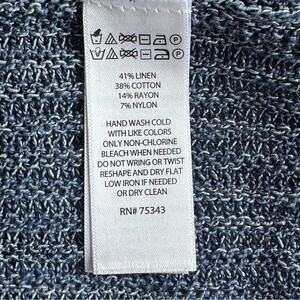 41% LINEN
38% COTTON
14% RAYON
7% NYLON
HAND WASH COLD
WITH LIKE COLORS
ONLY NON-CHLORINE
BLEACH WHEN NEEDED
DO NOT WRING OR TWIST
RESHAPE AND DRY FLAT
LOW IRON IF NEEDED
OR DRY CLEAN
RN# 75343